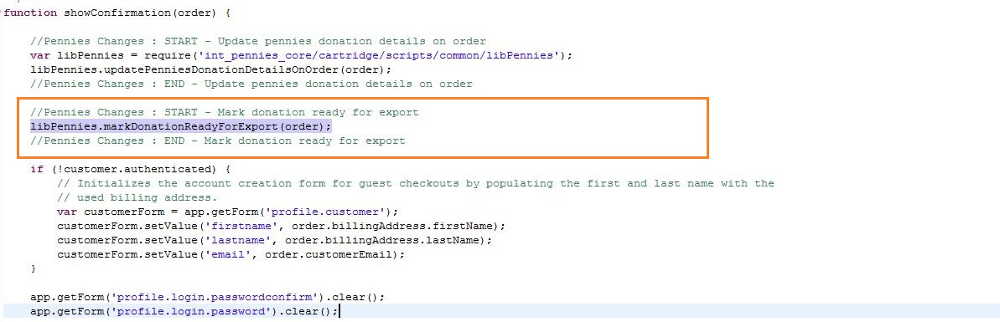 function showConfirmation(order) {
//Pennies Changes : START - Update pennies donation details on order
var libPennies = require('int_pennies_core/cartridge/scripts/common/libPennies');
libPennies.updatePenniesDonationDetailsOnOrder(order);
//Pennies Changes : END - Update pennies donation details on order
//Pennies Changes : START - Mark donation ready for export
libPennies.markDonationReadyForExport(order);
//Pennies Changes : END - Mark donation ready for export
if (!customer.authenticated) {
// Initializes the account creation form for guest checkouts by populating the first and last name with the
// used billing address.
var customerForm = app.getForm('profile.customer');
customerForm.setValue('firstname', order.billingAddress.firstName);
customerForm.setValue('lastname', order.billingAddress.lastName);
customerForm.setValue('email', order.customerEmail);
}
app.getForm('profile.login.passwordconfirm').clear();
app.getForm('profile.login.password').clear();